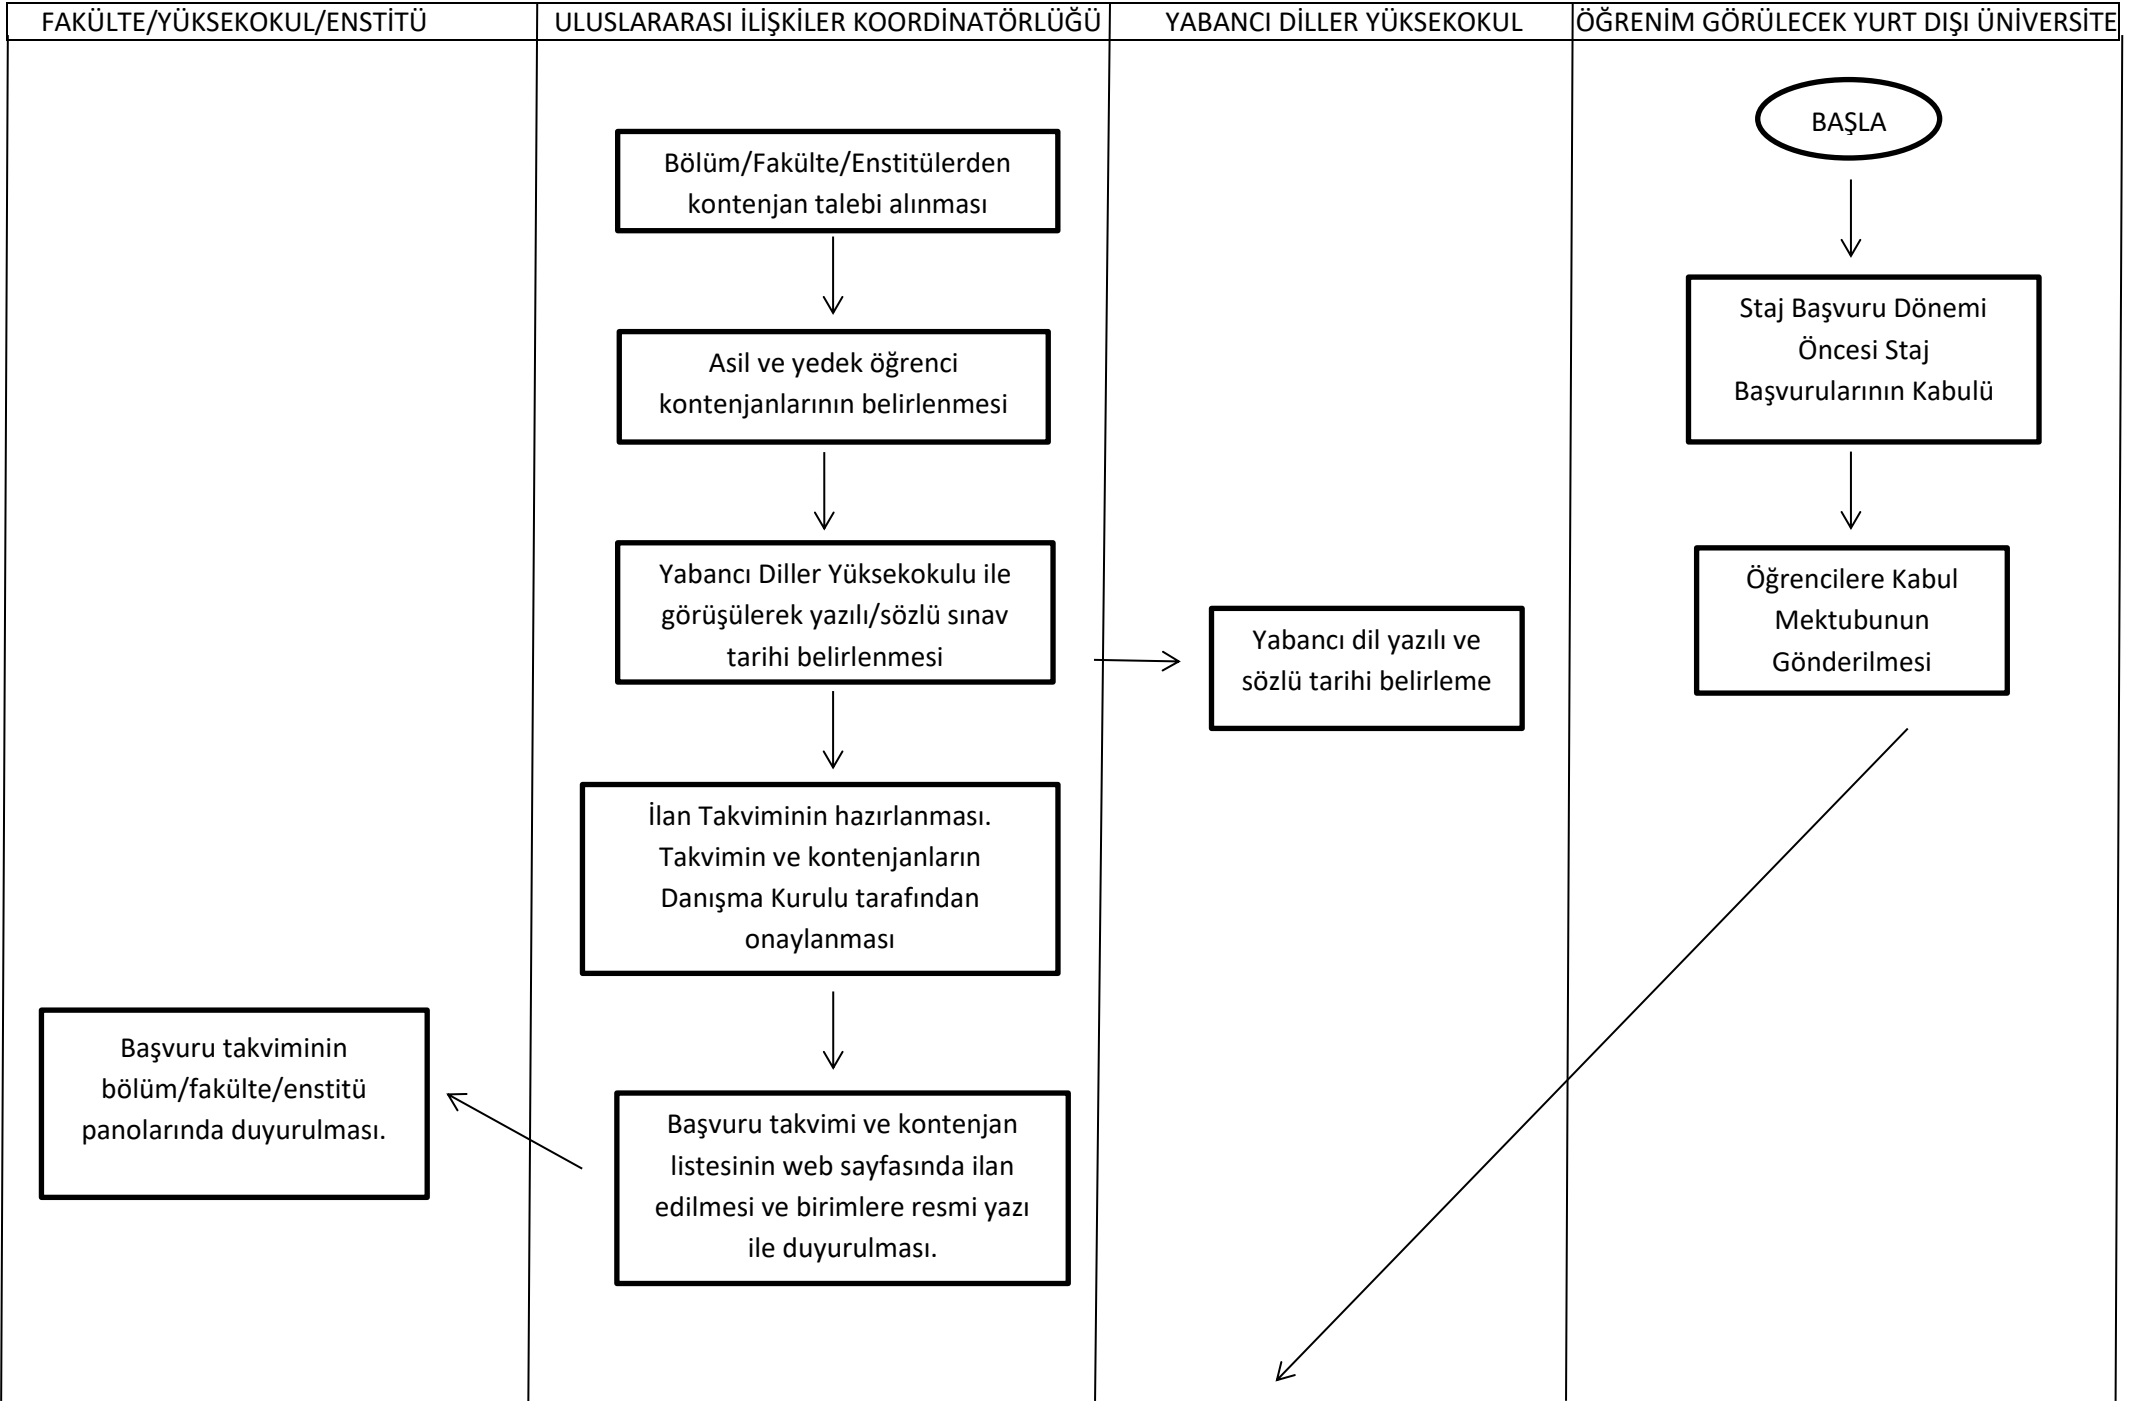 FAKÜLTE/YÜKSEKOKUL/ENSTİTÜ
ULUSLARARASI İLİŞKİLER KOORDİNATÖRLÜĞÜ
YABANCI DİLLER YÜKSEKOKUL
ÖĞRENİM GÖRÜLECEK YURT DIŞI ÜNİVERSİTE
BAŞLA
Bölüm/Fakülte/Enstitülerden
kontenjan talebi alınması
Staj Başvuru Dönemi
Öncesi Staj
Başvurularının Kabulü
Asil ve yedek öğrenci
kontenjanlarının belirlenmesi
Yabancı Diller Yüksekokulu ile
görüşülerek yazılı/sözlü sınav
tarihi belirlenmesi
Yabancı dil yazılı ve
sözlü tarihi belirleme
Öğrencilere Kabul
Mektubunun
Gönderilmesi
İlan Takviminin hazırlanması.
Takvimin ve kontenjanların
Danışma Kurulu tarafından
onaylanması
Başvuru takviminin
bölüm/fakülte/enstitü
panolarında duyurulması.
Başvuru takvimi ve kontenjan
listesinin web sayfasında ilan
edilmesi ve birimlere resmi yazı
ile duyurulması.